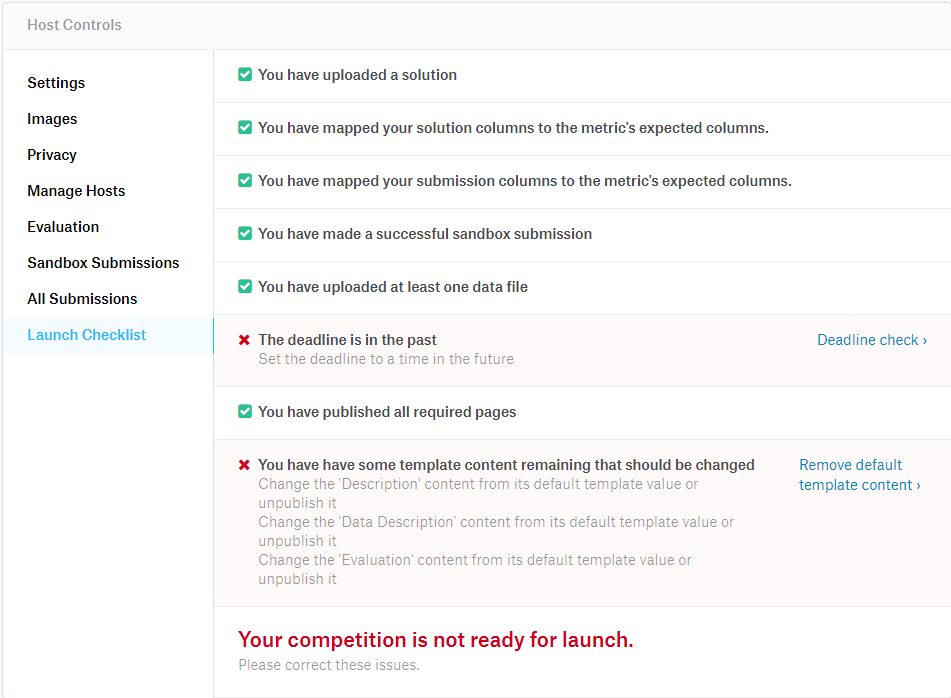 Host Controls
Settings
Images
Privacy
Manage Hosts
Evaluation
Sandbox Submissions
All Submissions
Launch Checklist
You have uploaded a solution
You have mapped your solution columns to the metric's expected columns.
You have mapped your submission columns to the metric's expected columns.
You have made a successful sandbox submission
You have uploaded at least one data file
The deadline is in the past
Set the deadline to a time in the future
Deadline check ›
You have published all required pages
You have have some template content remaining that should be changed
Change the 'Description' content from its default template value or
unpublish it
Change the 'Data Description' content from its default template value or
unpublish it
Change the 'Evaluation' content from its default template value or
unpublish it
Remove default
template content ›
Your competition is not ready for launch.
Please correct these issues.